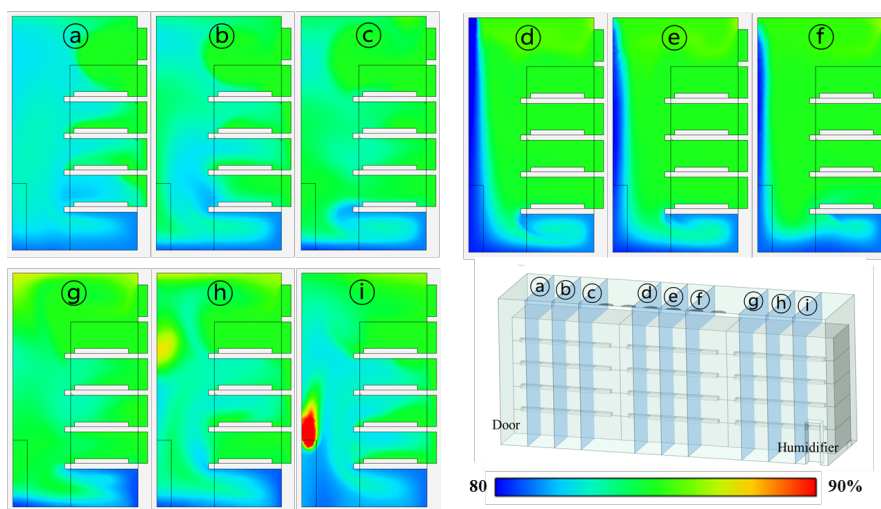 ⓐ ⓑ ⓒ
ⓓ ⓔ ⓕ
ⓖ ⓗ ⓘ
ⓐ ⓑ ⓒ ⓓ ⓔ ⓕ ⓖ ⓗ ⓘ
Door
Humidifier
80 90%